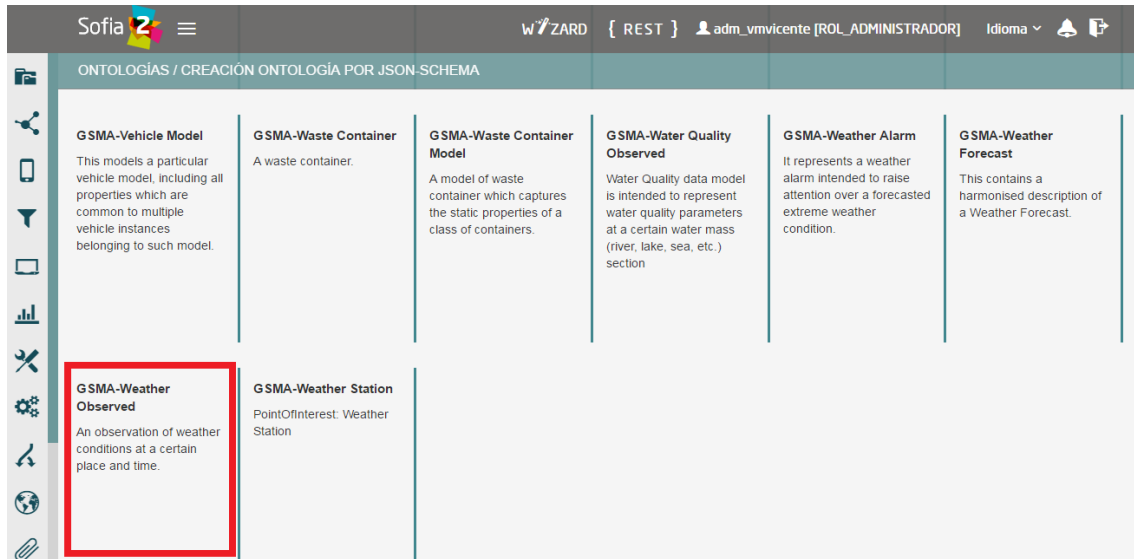 Sofia 2
WIZARD { REST } adm_vmvicente [ROL_ADMINISTRADOR] Idioma
ONTOLOGÍAS / CREACIÓN ONTOLOGÍA POR JSON-SCHEMA
GSMA-Vehicle Model
This models a particular
vehicle model, including all
properties which are
common to multiple
vehicle instances
belonging to such model.
GSMA-Waste Container
A waste container.
GSMA-Waste Container
Model
A model of waste
container which captures
the static properties of a
class of containers.
GSMA-Water Quality
Observed
Water Quality data model
is intended to represent
water quality parameters
at a certain water mass
(river, lake, sea, etc.)
section
GSMA-Weather Alarm
It represents a weather
alarm intended to raise
attention over a forecasted
extreme weather
condition.
GSMA-Weather
Forecast
This contains a
harmonised description of
a Weather Forecast.
GSMA-Weather
Observed
An observation of weather
conditions at a certain
place and time.
GSMA-Weather Station
PointOfInterest: Weather
Station